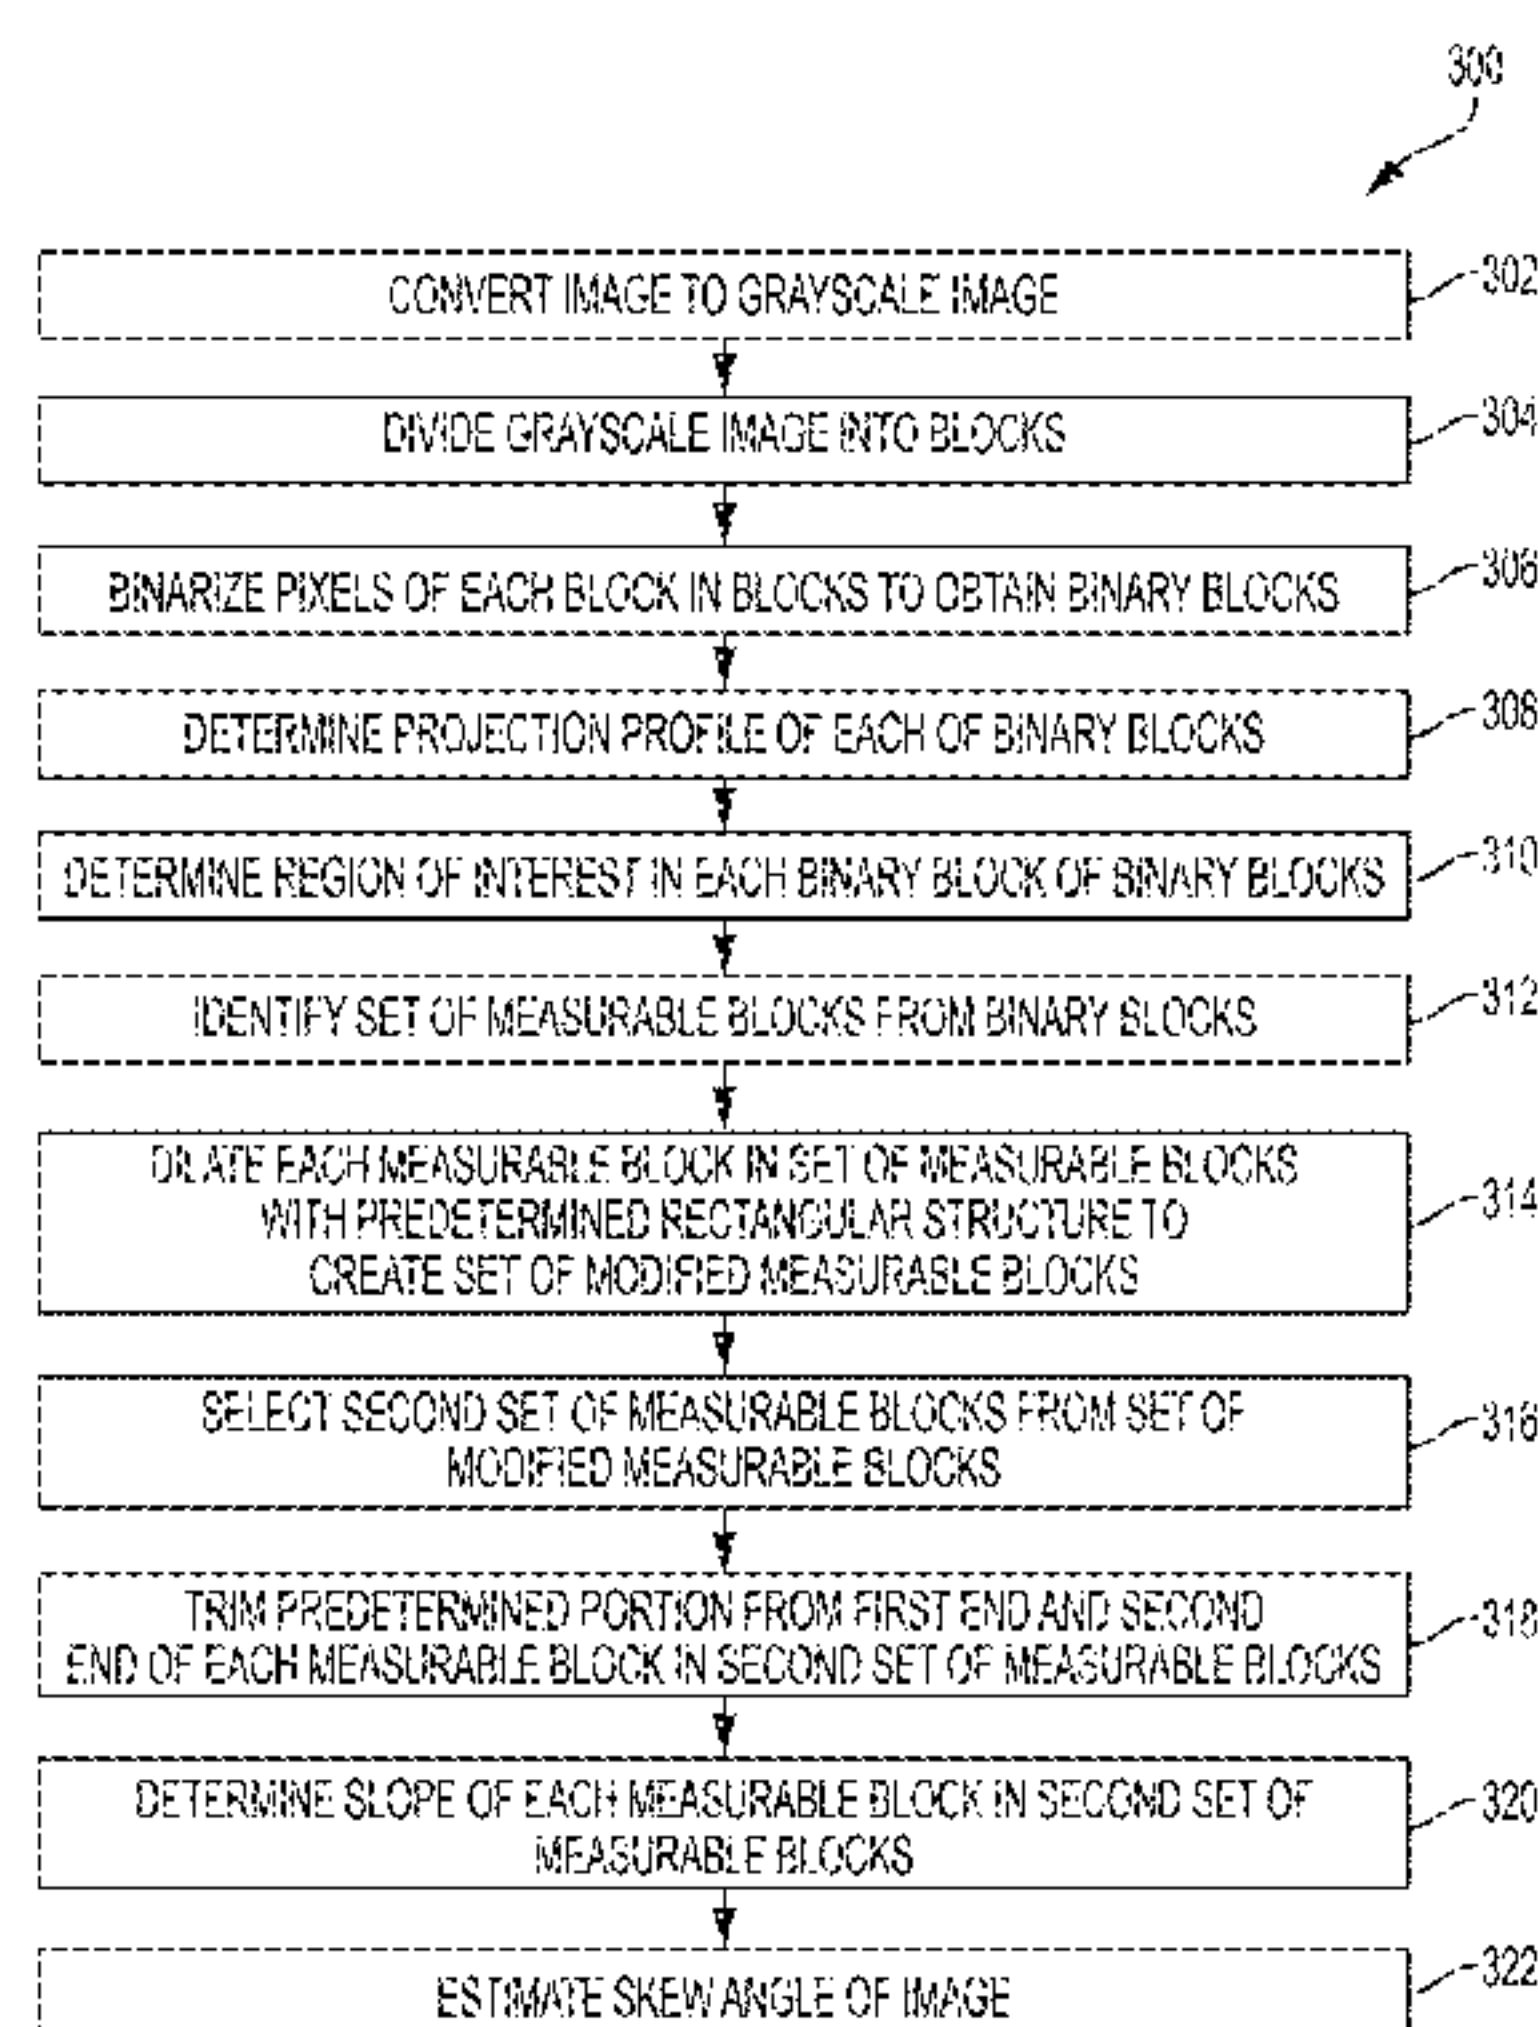 300
CONVERT IMAGE TO GRAYSCALE IMAGE
302
DIVIDE GRAYSCALE IMAGE INTO BLOCKS
304
BINARIZE PIXELS OF EACH BLOCK IN BLOCKS TO OBTAIN BINARY BLOCKS
306
DETERMINE PROJECTION PROFILE OF EACH OF BINARY BLOCKS
308
DETERMINE REGION OF INTEREST IN EACH BINARY BLOCK OF BINARY BLOCKS
310
IDENTIFY SET OF MEASURABLE BLOCKS FROM BINARY BLOCKS
312
DILATE EACH MEASURABLE BLOCK IN SET OF MEASURABLE BLOCKS
WITH PREDETERMINED RECTANGULAR STRUCTURE TO
CREATE SET OF MODIFIED MEASURABLE BLOCKS
314
SELECT SECOND SET OF MEASURABLE BLOCKS FROM SET OF
MODIFIED MEASURABLE BLOCKS
316
TRIM PREDETERMINED PORTION FROM FIRST END AND SECOND
END OF EACH MEASURABLE BLOCK IN SECOND SET OF MEASURABLE BLOCKS
318
DETERMINE SLOPE OF EACH MEASURABLE BLOCK IN SECOND SET OF
MEASURABLE BLOCKS
320
ESTIMATE SKEW ANGLE OF IMAGE
322